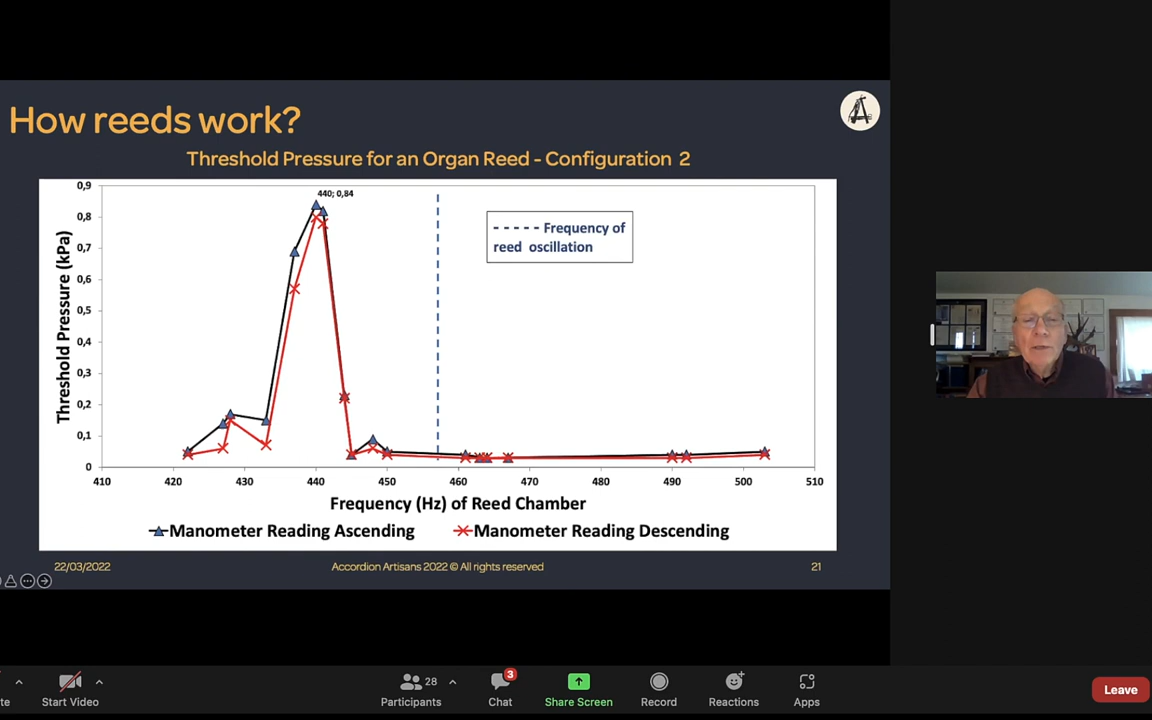 How reeds work?
Threshold Pressure for an Organ Reed - Configuration 2
0,9
0,8
0,7
0,6
0,5
0,4
0,3
0,2
0,1
0
Threshold Pressure (kPa)
440; 0,84
- - - - - Frequency of
reed oscillation
410 420 430 440 450 460 470 480 490 500 510
Frequency (Hz) of Reed Chamber
Manometer Reading Ascending Manometer Reading Descending
22/03/2022 Accordion Artisans 2022 © All rights reserved 21
te Start Video Participants 28 Chat 3 Share Screen Record Reactions Apps Leave